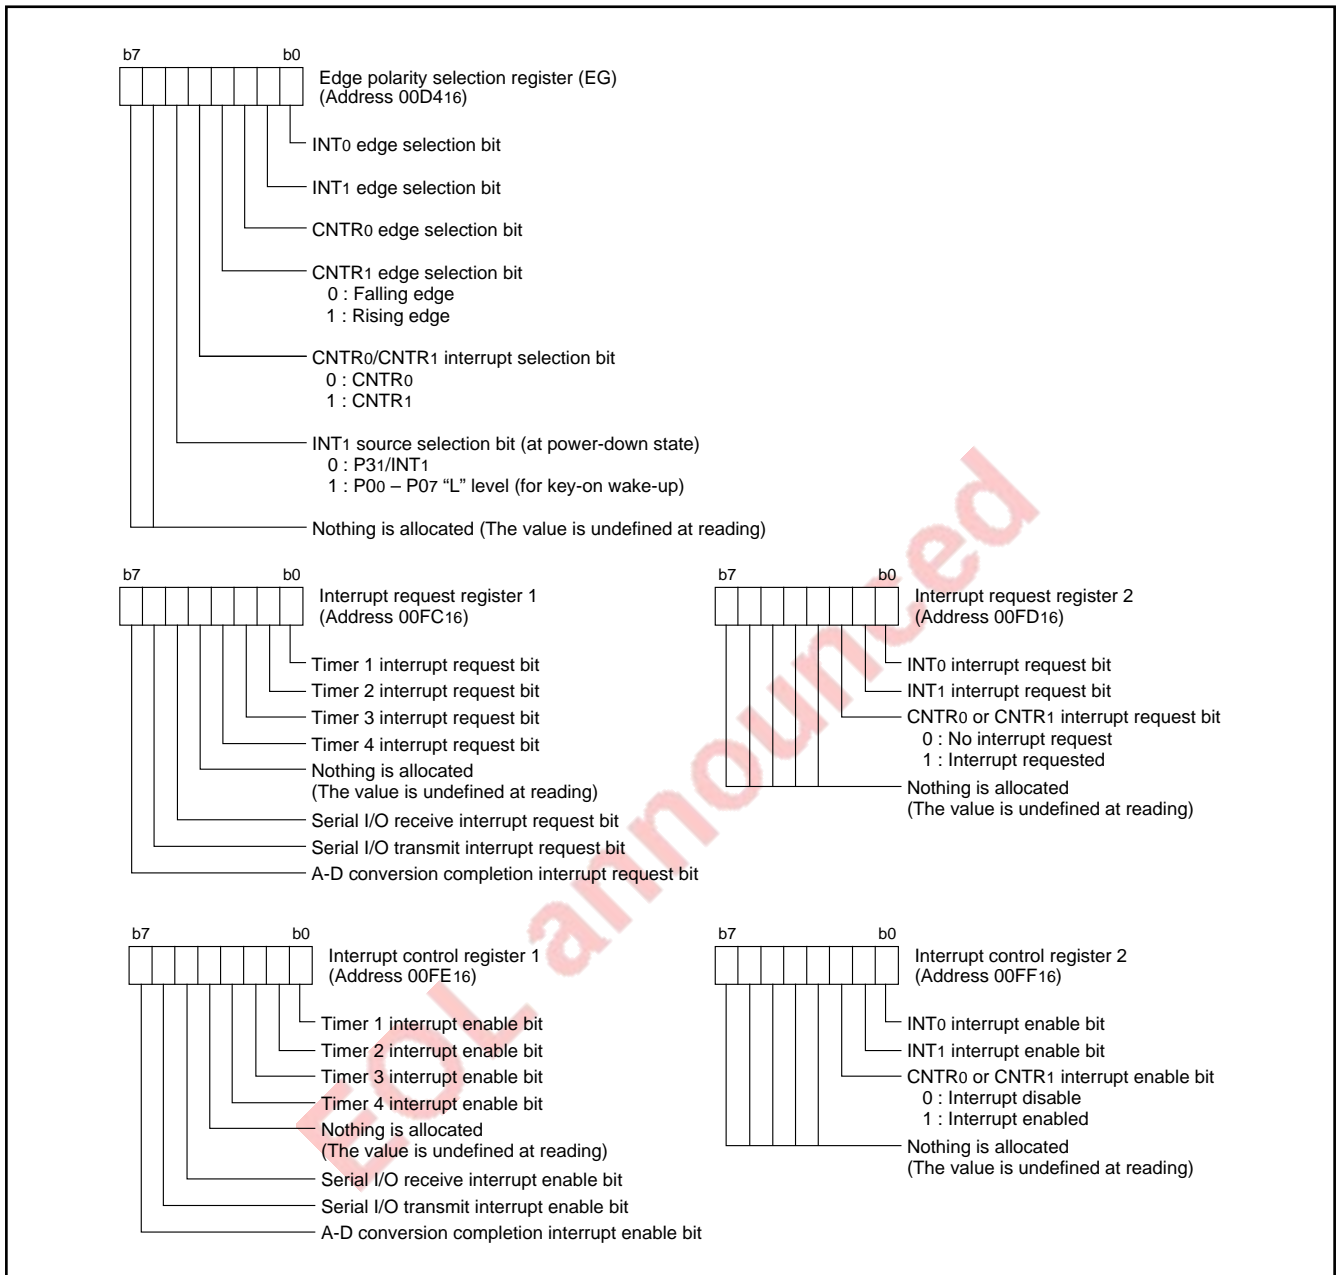 b7 b0
Edge polarity selection register (EG)
(Address 00D416)
INT0 edge selection bit
INT1 edge selection bit
CNTR0 edge selection bit
CNTR1 edge selection bit
0 : Falling edge
1 : Rising edge
CNTR0/CNTR1 interrupt selection bit
0 : CNTR0
1 : CNTR1
INT1 source selection bit (at power-down state)
0 : P31/INT1
1 : P00 – P07 “L” level (for key-on wake-up)
Nothing is allocated (The value is undefined at reading)
b7 b0
Interrupt request register 1
(Address 00FC16)
Timer 1 interrupt request bit
Timer 2 interrupt request bit
Timer 3 interrupt request bit
Timer 4 interrupt request bit
Nothing is allocated
(The value is undefined at reading)
Serial I/O receive interrupt request bit
Serial I/O transmit interrupt request bit
A-D conversion completion interrupt request bit
b7 b0
Interrupt request register 2
(Address 00FD16)
INT0 interrupt request bit
INT1 interrupt request bit
CNTR0 or CNTR1 interrupt request bit
0 : No interrupt request
1 : Interrupt requested
Nothing is allocated
(The value is undefined at reading)
b7 b0
Interrupt control register 1
(Address 00FE16)
Timer 1 interrupt enable bit
Timer 2 interrupt enable bit
Timer 3 interrupt enable bit
Timer 4 interrupt enable bit
Nothing is allocated
(The value is undefined at reading)
Serial I/O receive interrupt enable bit
Serial I/O transmit interrupt enable bit
A-D conversion completion interrupt enable bit
b7 b0
Interrupt control register 2
(Address 00FF16)
INT0 interrupt enable bit
INT1 interrupt enable bit
CNTR0 or CNTR1 interrupt enable bit
0 : Interrupt disable
1 : Interrupt enabled
Nothing is allocated
(The value is undefined at reading)
EOL announced